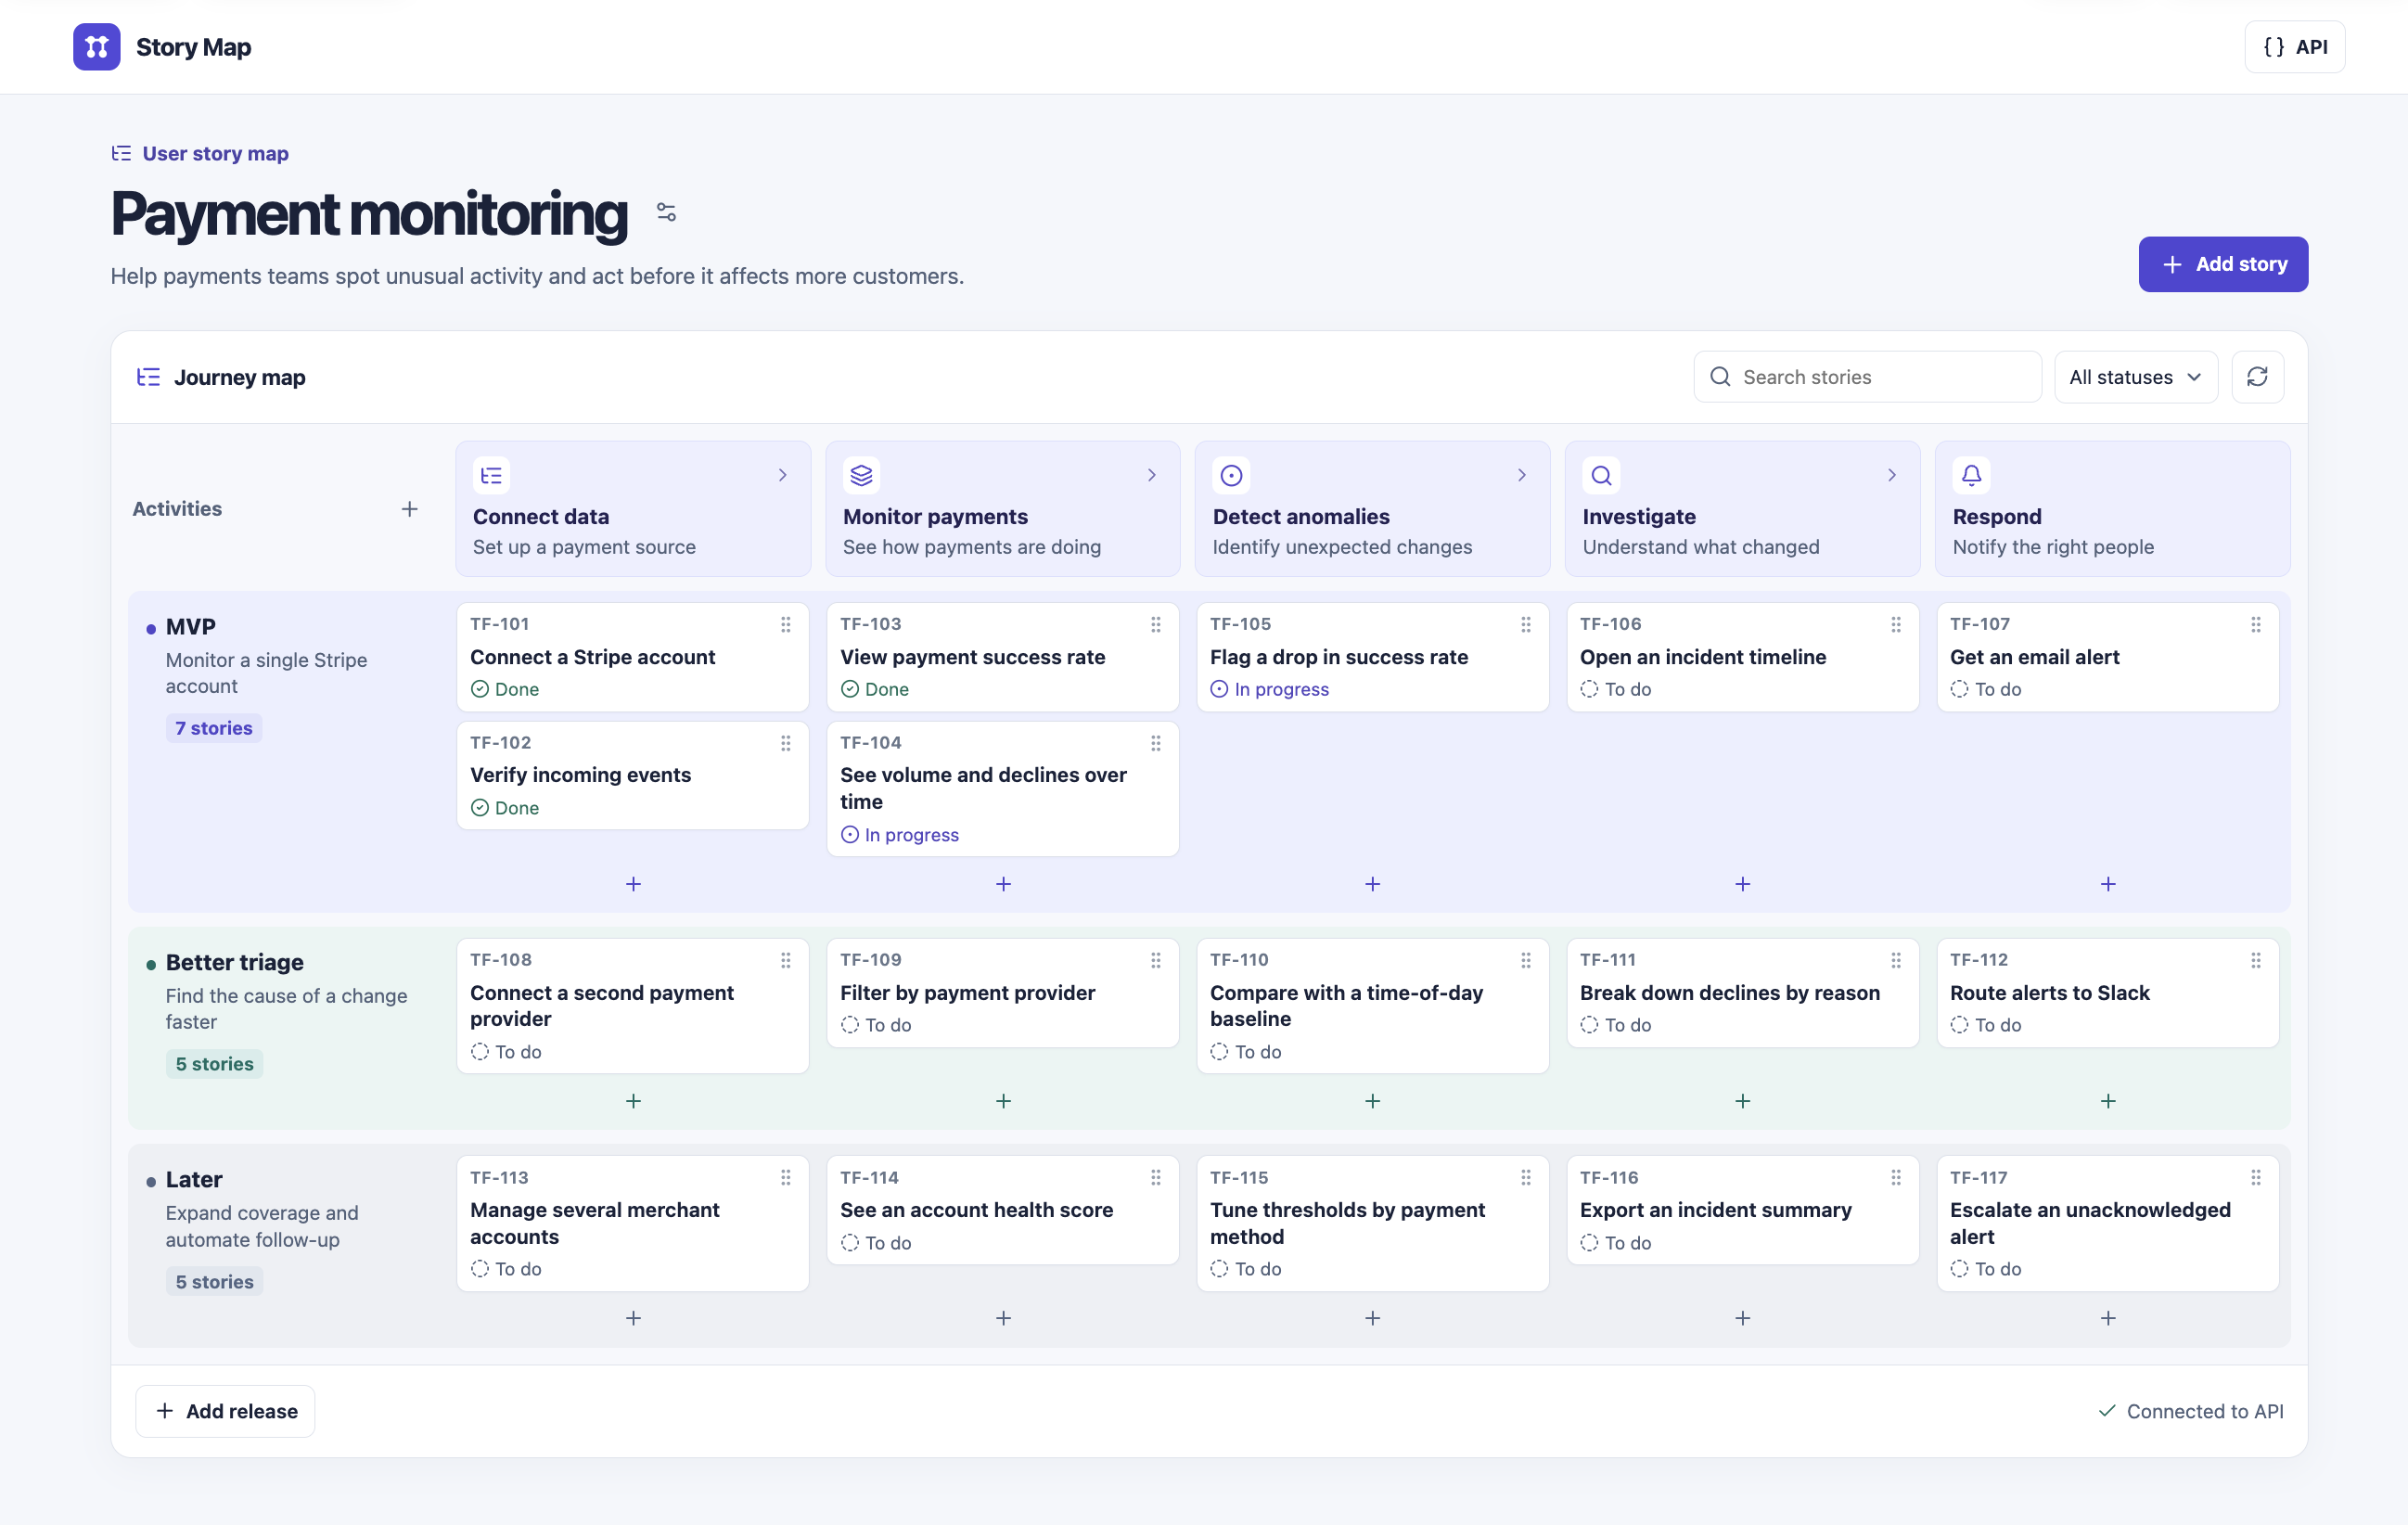 Story Map
{ } API
User story map
Payment monitoring
Help payments teams spot unusual activity and act before it affects more customers.
+ Add story
Journey map
Search stories
All statuses
Activities +
Connect data
Set up a payment source
Monitor payments
See how payments are doing
Detect anomalies
Identify unexpected changes
Investigate
Understand what changed
Respond
Notify the right people
MVP
Monitor a single Stripe
account
7 stories
TF-101
Connect a Stripe account
Done
TF-102
Verify incoming events
Done
+
TF-103
View payment success rate
Done
TF-104
See volume and declines over
time
In progress
+
TF-105
Flag a drop in success rate
In progress
+
TF-106
Open an incident timeline
To do
+
TF-107
Get an email alert
To do
+
Better triage
Find the cause of a change
faster
5 stories
TF-108
Connect a second payment
provider
To do
+
TF-109
Filter by payment provider
To do
+
TF-110
Compare with a time-of-day
baseline
To do
+
TF-111
Break down declines by reason
To do
+
TF-112
Route alerts to Slack
To do
+
Later
Expand coverage and
automate follow-up
5 stories
TF-113
Manage several merchant
accounts
To do
+
TF-114
See an account health score
To do
+
TF-115
Tune thresholds by payment
method
To do
+
TF-116
Export an incident summary
To do
+
TF-117
Escalate an unacknowledged
alert
To do
+
+ Add release
Connected to API